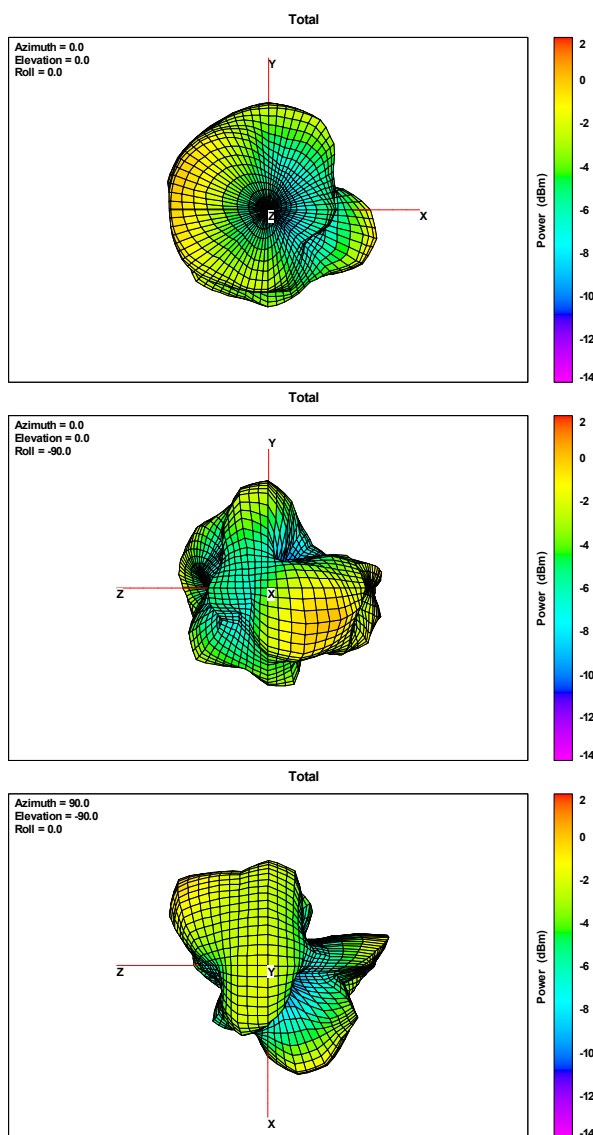 Total
Azimuth = 0.0
Elevation = 0.0
Roll = 0.0
Y
X
Z
2
0
-2
-4
-6
-8
-10
-12
-14
Power (dBm)
Total
Azimuth = 0.0
Elevation = 0.0
Roll = -90.0
Y
Z
X
2
0
-2
-4
-6
-8
-10
-12
-14
Power (dBm)
Total
Azimuth = 90.0
Elevation = -90.0
Roll = 0.0
Z
Y
X
2
0
-2
-4
-6
-8
-10
-12
-14
Power (dBm)